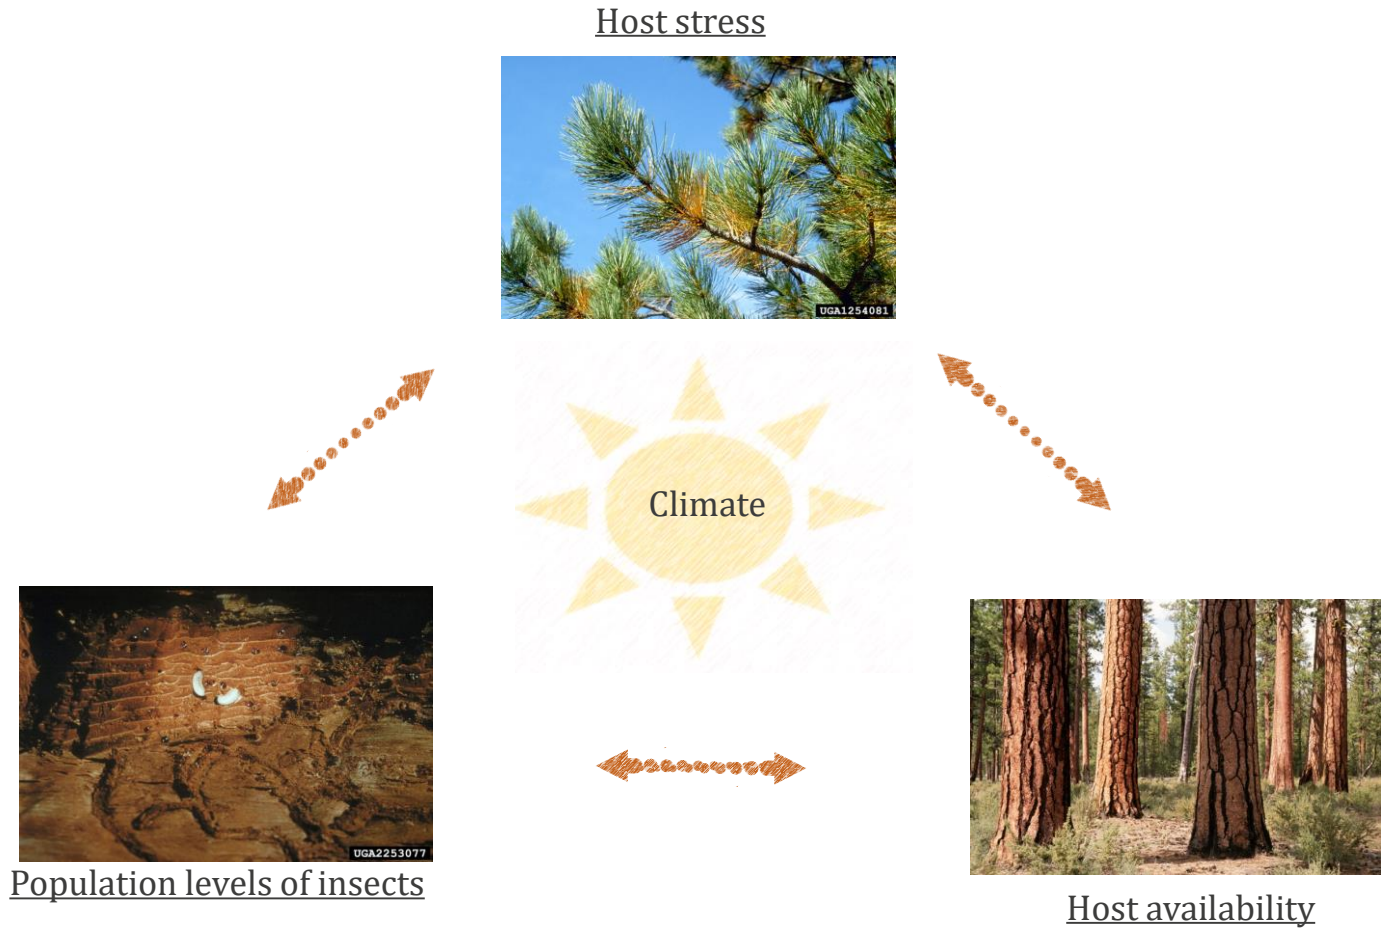 Host stress
UGA1254081
Climate
UGA2253077
Population levels of insects
Host availability